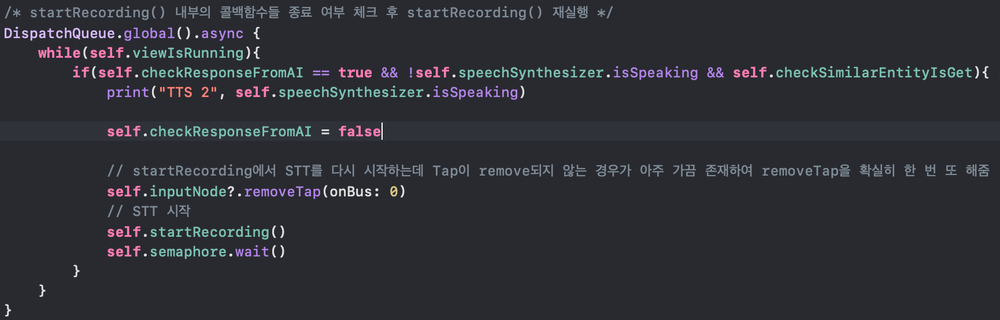 /* startRecording() 내부의 콜백함수들 종료 여부 체크 후 startRecording() 재실행 */
DispatchQueue.global().async {
while(self.viewIsRunning){
if(self.checkResponseFromAI == true && !self.speechSynthesizer.isSpeaking && self.checkSimilarEntityIsGet){
print("TTS 2", self.speechSynthesizer.isSpeaking)
self.checkResponseFromAI = false
// startRecording에서 STT를 다시 시작하는데 Tap이 remove되지 않는 경우가 아주 가끔 존재하여 removeTap을 확실히 한 번 또 해줌
self.inputNode?.removeTap(onBus: 0)
// STT 시작
self.startRecording()
self.semaphore.wait()
}
}
}